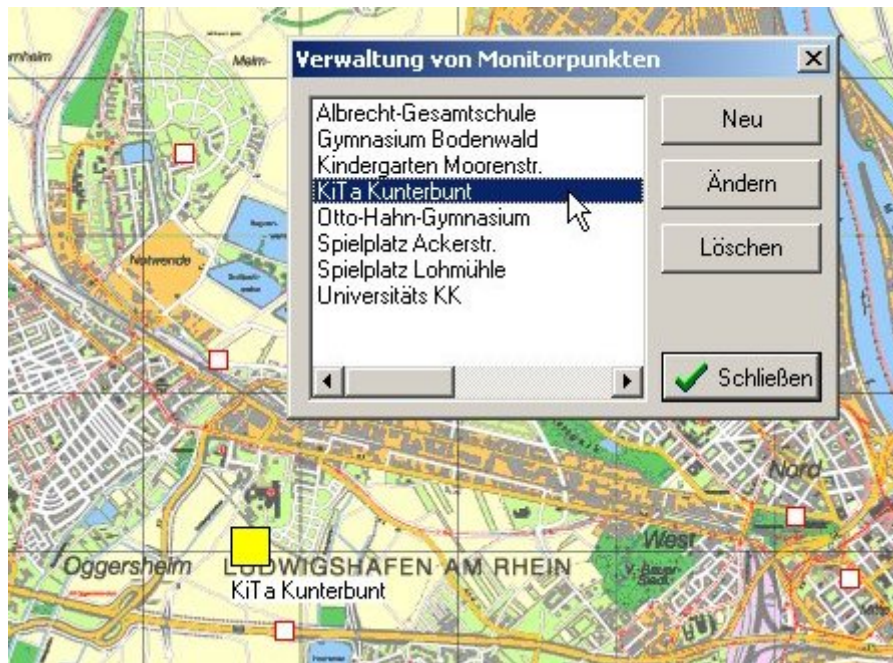 Verwaltung von Monitorpunkten
Albrecht-Gesamtschule
Gymnasium Bodenwald
Kindergarten Moorenstr.
KiTa Kunterbunt
Otto-Hahn-Gymnasium
Spielplatz Ackerstr.
Spielplatz Lohmühle
Universitäts KK
Neu
Ändern
Löschen
Schließen
Notwende
Nord
West
Oggersheim
LUDWIGSHAFEN AM RHEIN
KiTa Kunterbunt